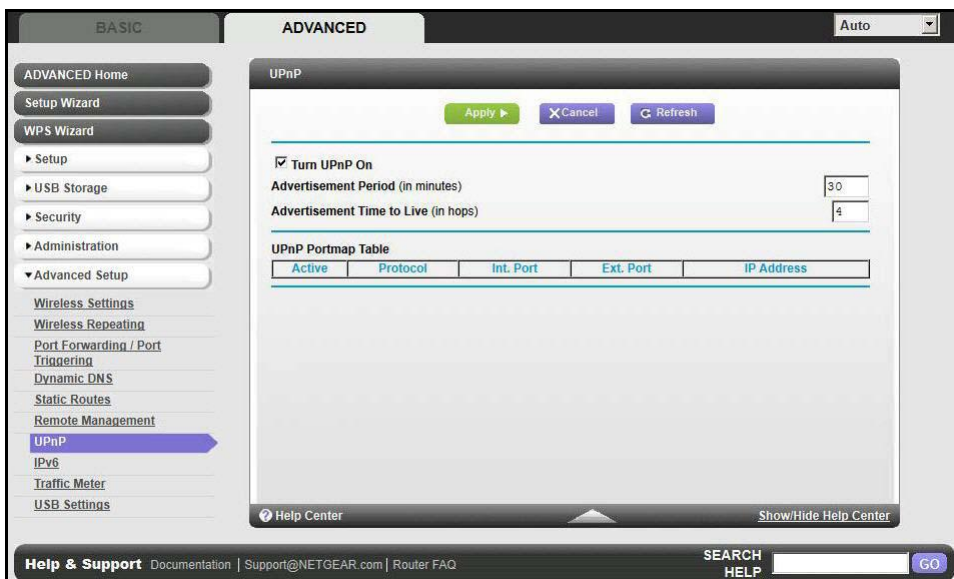 BASIC
ADVANCED
Auto
ADVANCED Home
Setup Wizard
WPS Wizard
Setup
USB Storage
Security
Administration
Advanced Setup
Wireless Settings
Wireless Repeating
Port Forwarding / Port
Triggering
Dynamic DNS
Static Routes
Remote Management
UPnP
IPv6
Traffic Meter
USB Settings
UPnP
Apply
X Cancel
Refresh
Turn UPnP On
Advertisement Period (in minutes) 30
Advertisement Time to Live (in hops) 4
UPnP Portmap Table
Active Protocol Int. Port Ext. Port IP Address
? Help Center
Show/Hide Help Center
Help & Support Documentation | Support@NETGEAR.com | Router FAQ
SEARCH
HELP
GO